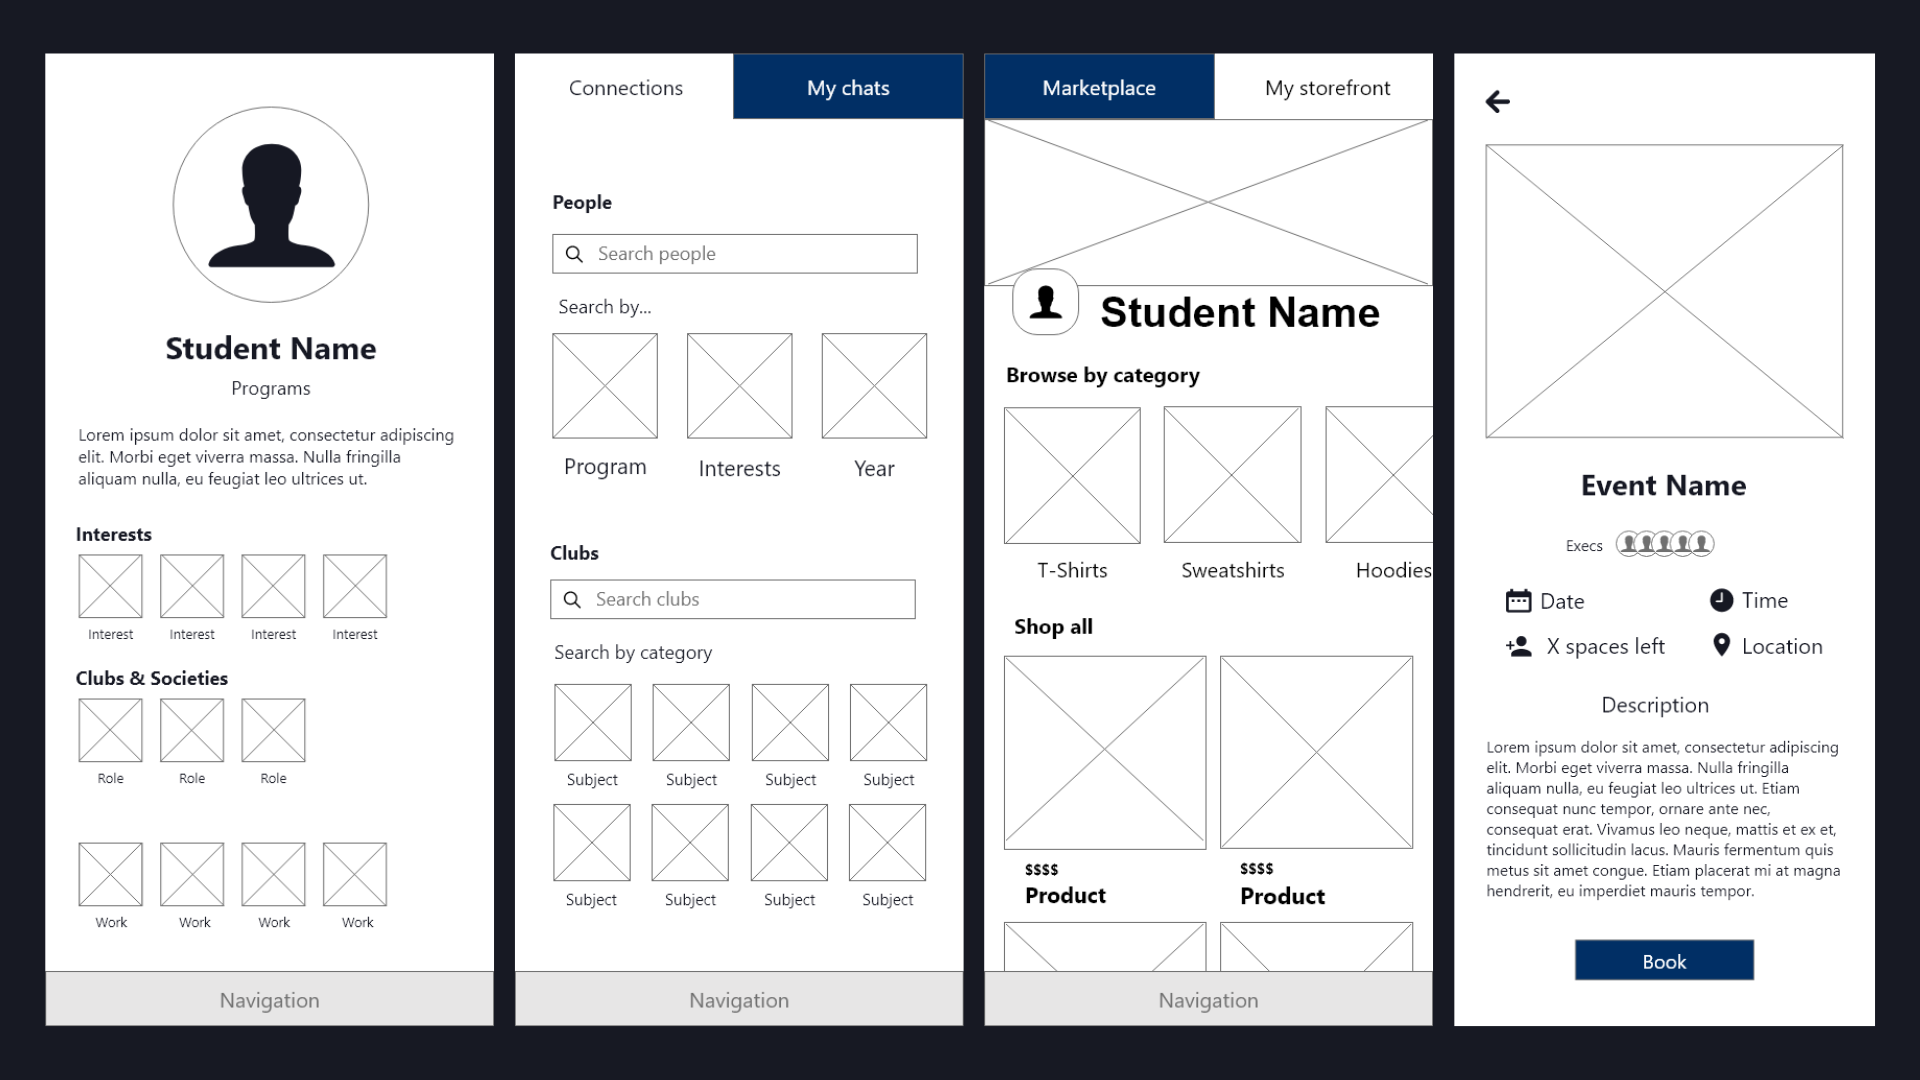 Student Name
Programs
Lorem ipsum dolor sit amet, consectetur adipiscing
elit. Morbi eget viverra massa. Nulla fringilla
aliquam nulla, eu feugiat leo ultrices ut.
Interests
Interest Interest Interest Interest
Clubs & Societies
Role Role Role
Work Work Work Work
Navigation
Connections My chats
People
Search people
Search by...
Program Interests Year
Clubs
Search clubs
Search by category
Subject Subject Subject Subject
Subject Subject Subject Subject
Navigation
Marketplace My storefront
Student Name
Browse by category
T-Shirts Sweatshirts Hoodies
Shop all
$$$$ $$$$
Product Product
Navigation
Event Name
Execs
Date Time
X spaces left Location
Description
Lorem ipsum dolor sit amet, consectetur adipiscing
elit. Morbi eget viverra massa. Nulla fringilla
aliquam nulla, eu feugiat leo ultrices ut. Etiam
consequat nunc tempor, ornare ante nec,
consequat erat. Vivamus leo neque, mattis et ex et,
tincidunt sollicitudin lacus. Mauris fermentum quis
metus sit amet congue. Etiam placerat mi at magna
hendrerit, eu imperdiet mauris tempor.
Book